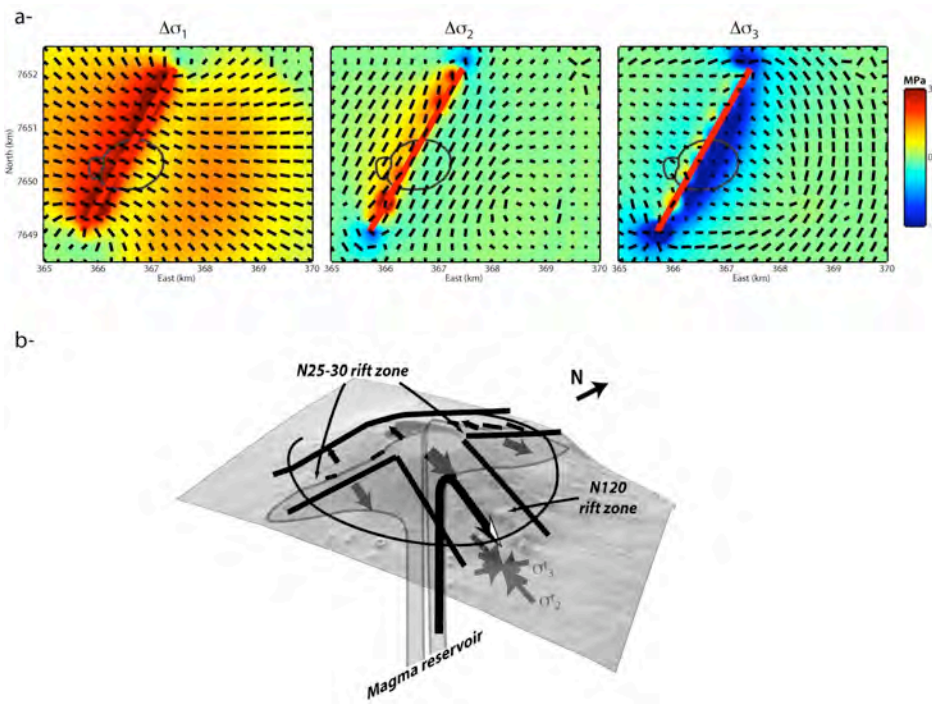 a-
Δσ1
Δσ2
Δσ3
MPa
3
0
North (km)
7652
7651
7650
7649
365 366 367 368 369 370
365 366 367 368 369 370
365 366 367 368 369 370
East (km)
East (km)
East (km)
b-
N25-30 rift zone
N
N120
rift zone
Magma reservoir